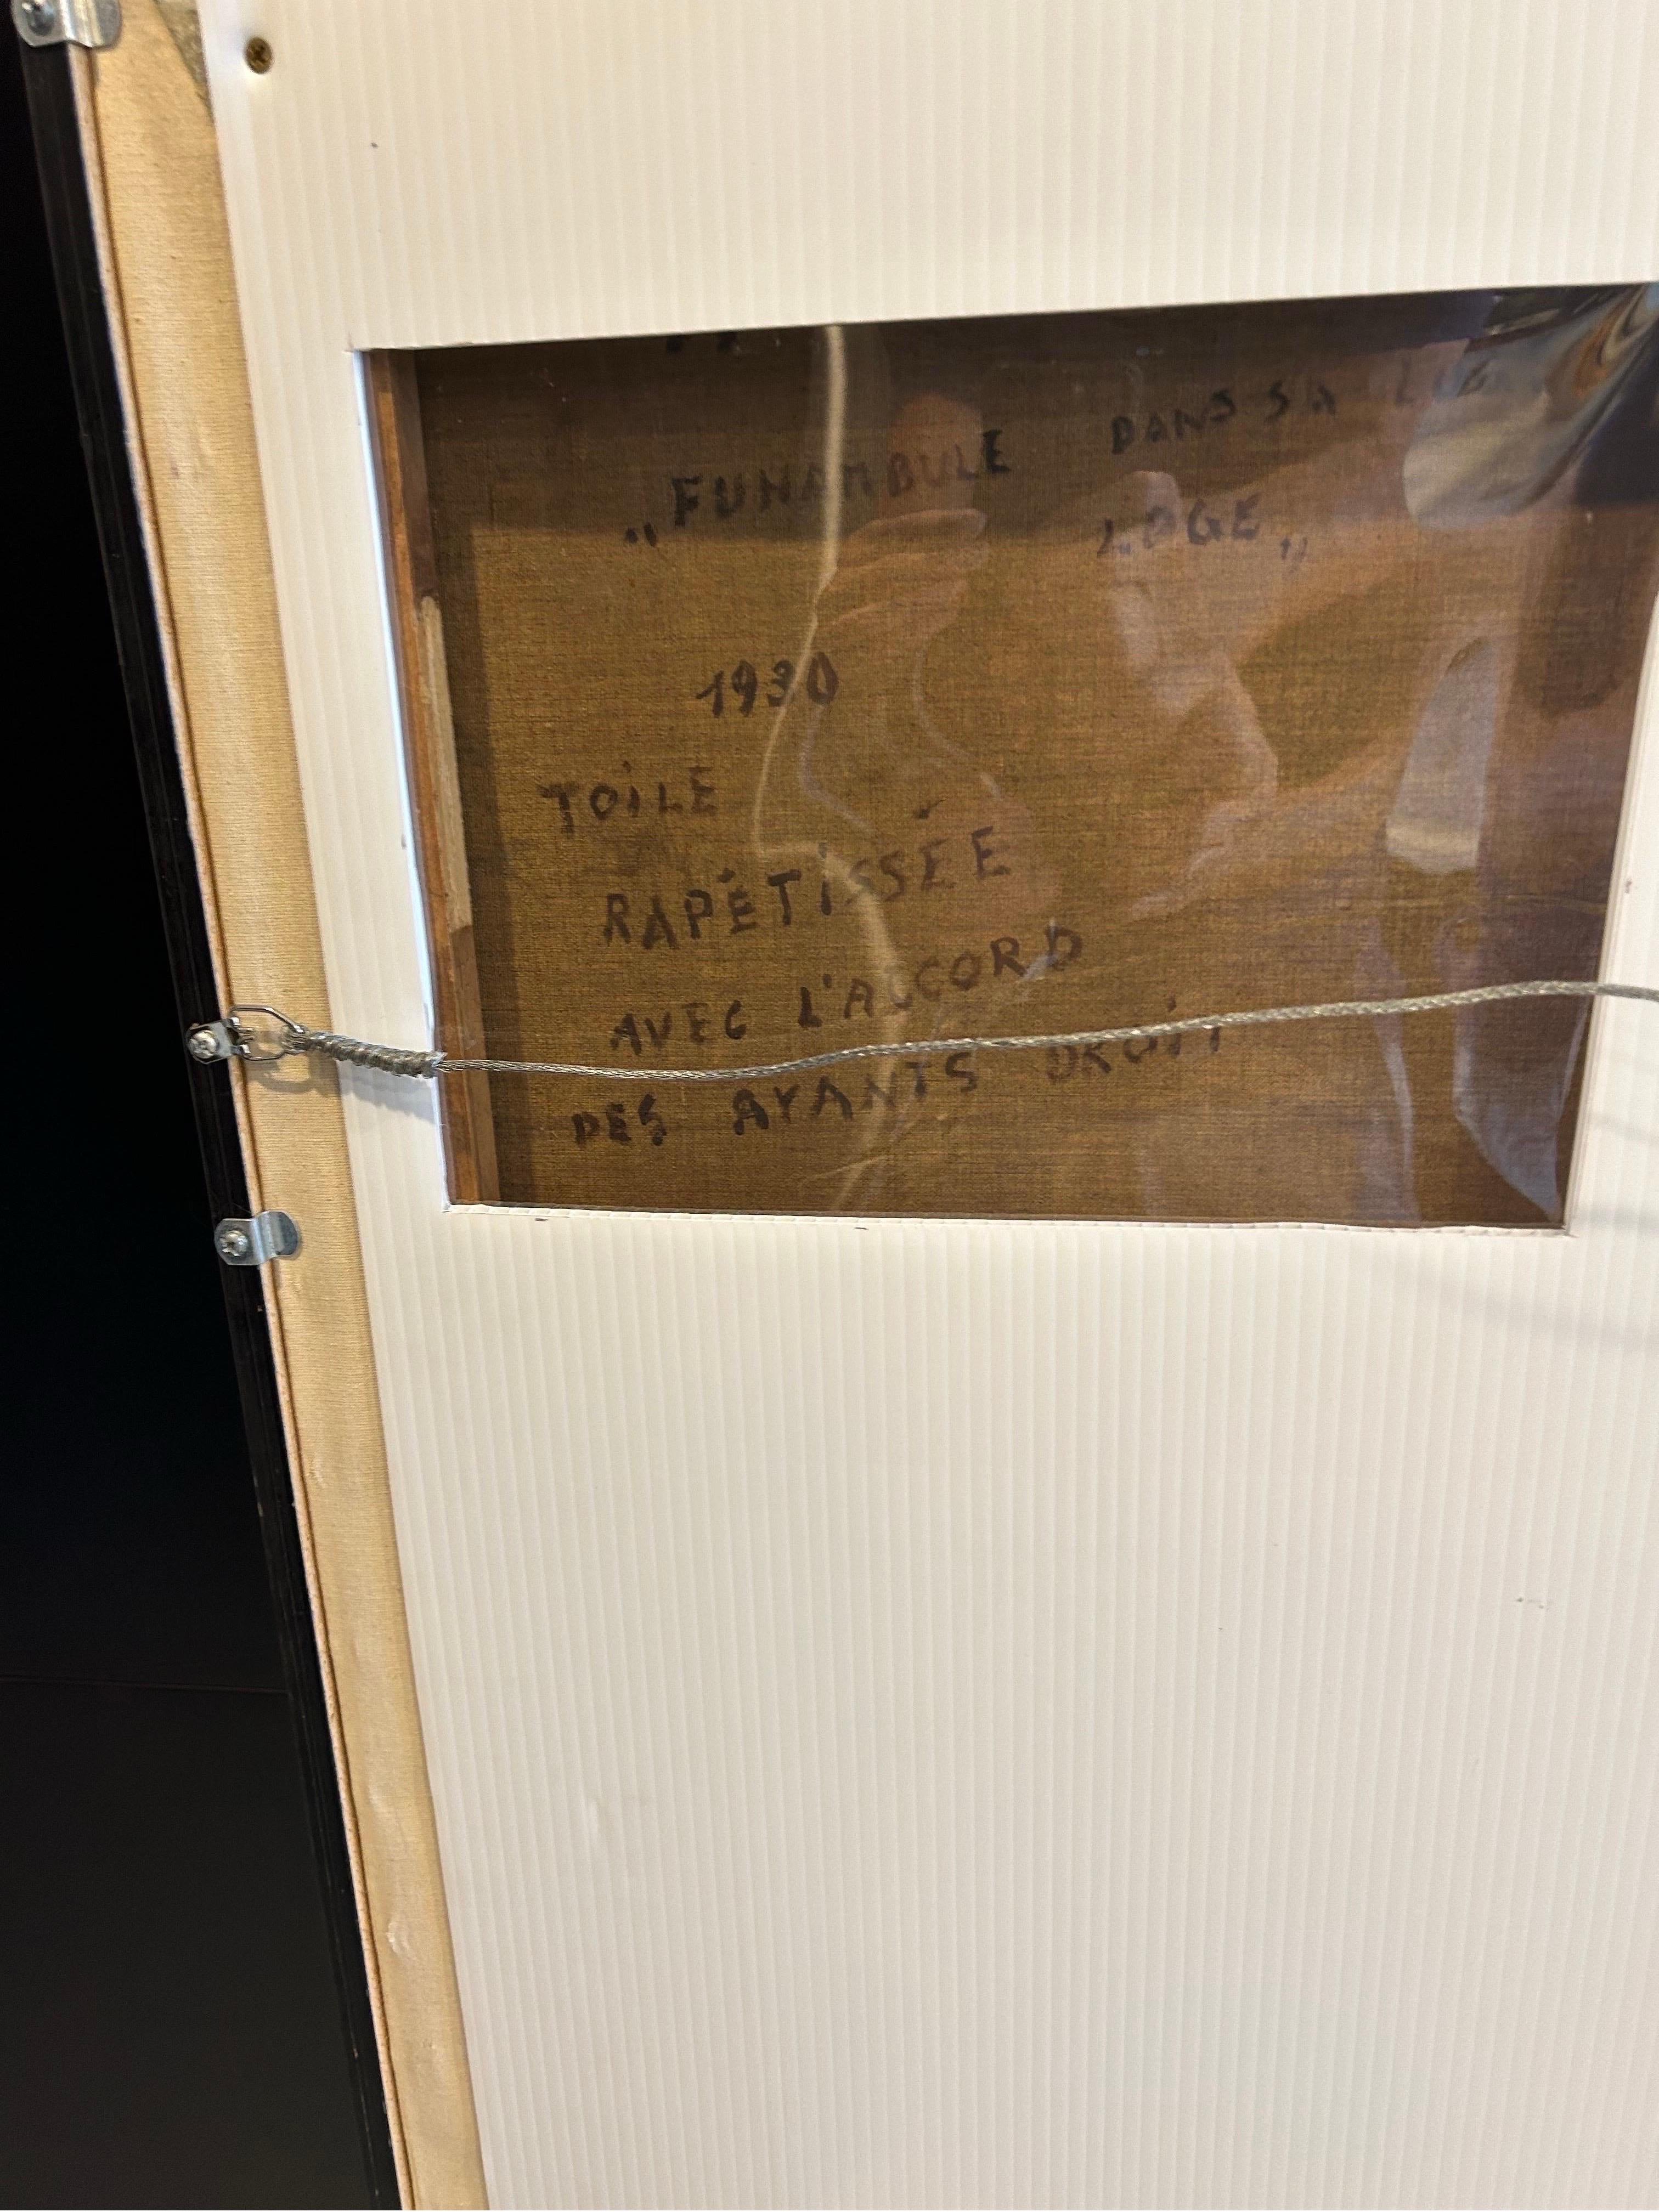 „FUNAMBULE DANS SA
LOGE„
1930
TOILE
RAPÉTISSÉE
AVEC L'ACCORD
DES AYANTS DROIT